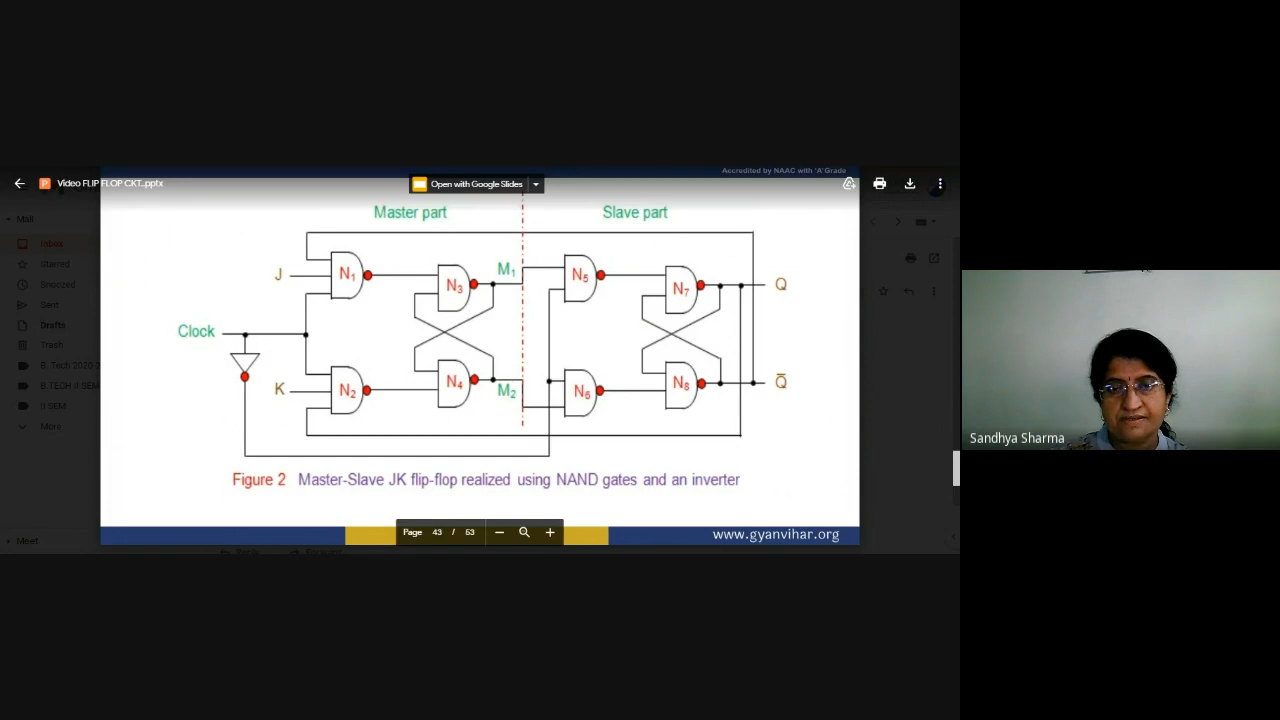 Accredited by NAAC with 'A' Grade
Video FLIP FLOP CKT..pptx
Open with Google Slides
Mail
Inbox
Starred
Snoozed
Sent
Drafts
Trash
B. Tech 2020-2
B.TECH II SEM
II SEM
More
Meet
Master part
Slave part
J
N1
N3
M1
N5
N7
Q
Clock
K
N2
N4
M2
N6
N8
Q̅
Figure 2 Master-Slave JK flip-flop realized using NAND gates and an inverter
Page 43 / 53
www.gyanvihar.org
Sandhya Sharma